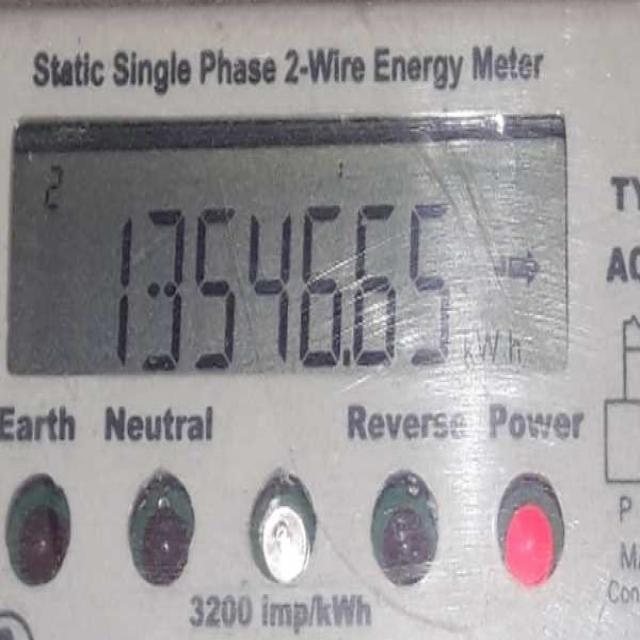 Static Single Phase 2-Wire Energy Meter
2
13546.65
kWh
Earth Neutral Reverse Power
3200 imp/kWh
P